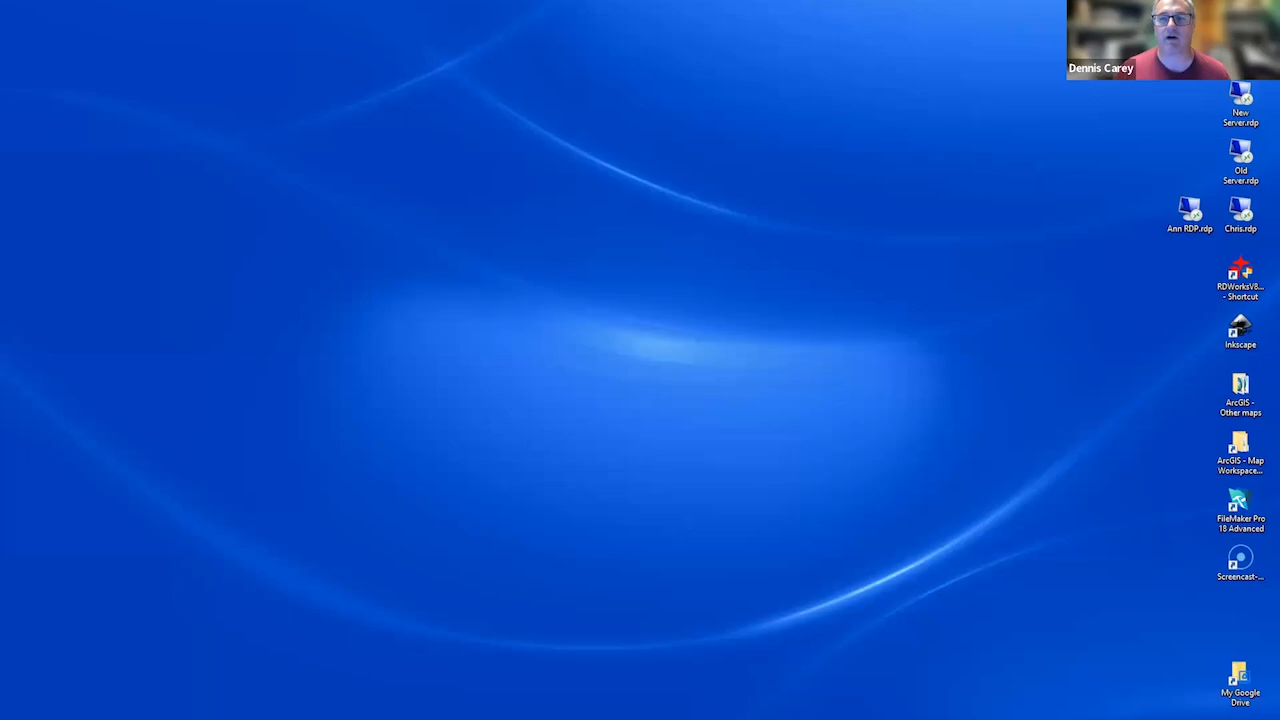 Dennis Carey
New
Server.rdp
Old
Server.rdp
Ann RDP.rdp
Chris.rdp
RDWorksV8...
- Shortcut
Inkscape
ArcGIS -
Other maps
ArcGIS - Map
Workspace...
FileMaker Pro
18 Advanced
Screencast-...
My Google
Drive